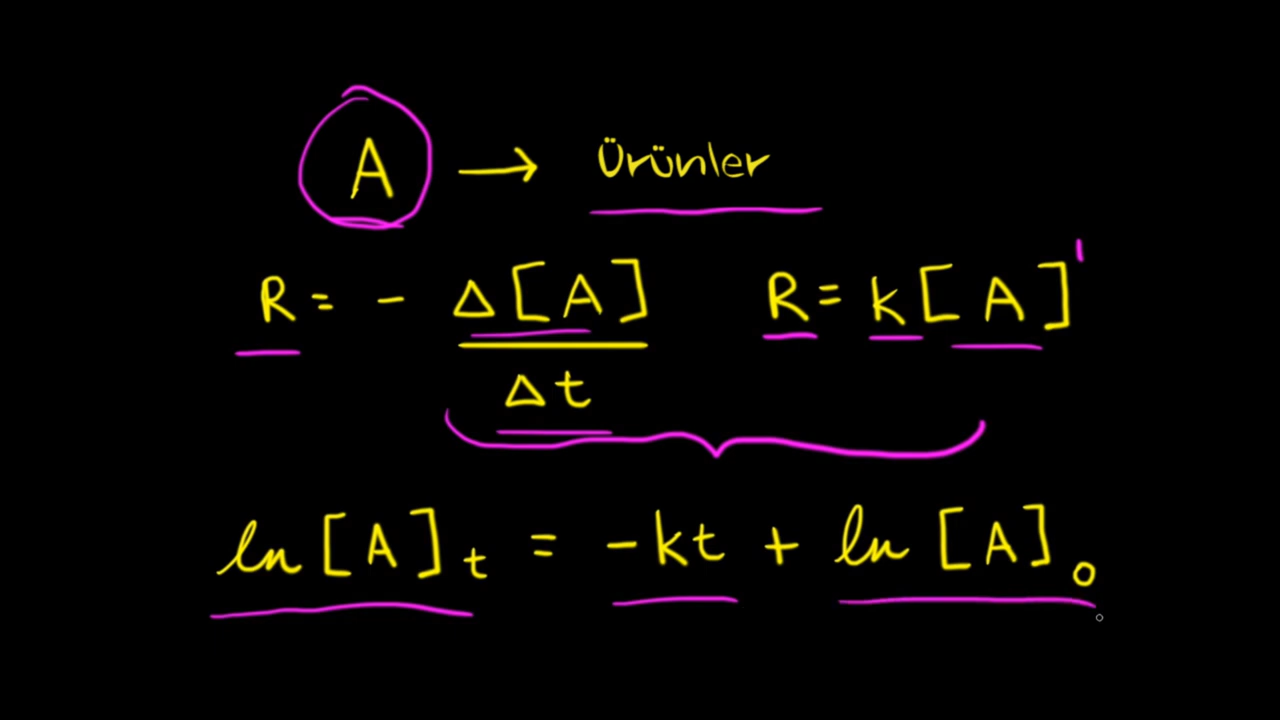 A → Ürünler
R = - Δ[A] / Δt    R = k[A]¹
ln[A]ₜ = -kt + ln[A]₀